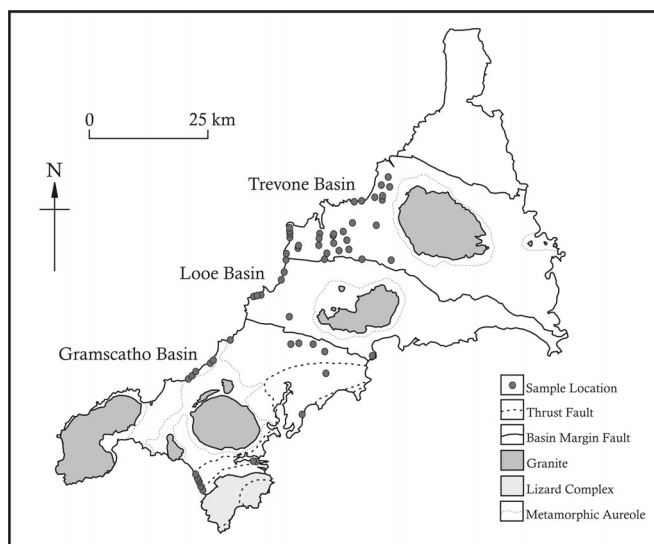 0 25 km
N
Trevone Basin
Looe Basin
Gramscatho Basin
Sample Location
Thrust Fault
Basin Margin Fault
Granite
Lizard Complex
Metamorphic Aureole